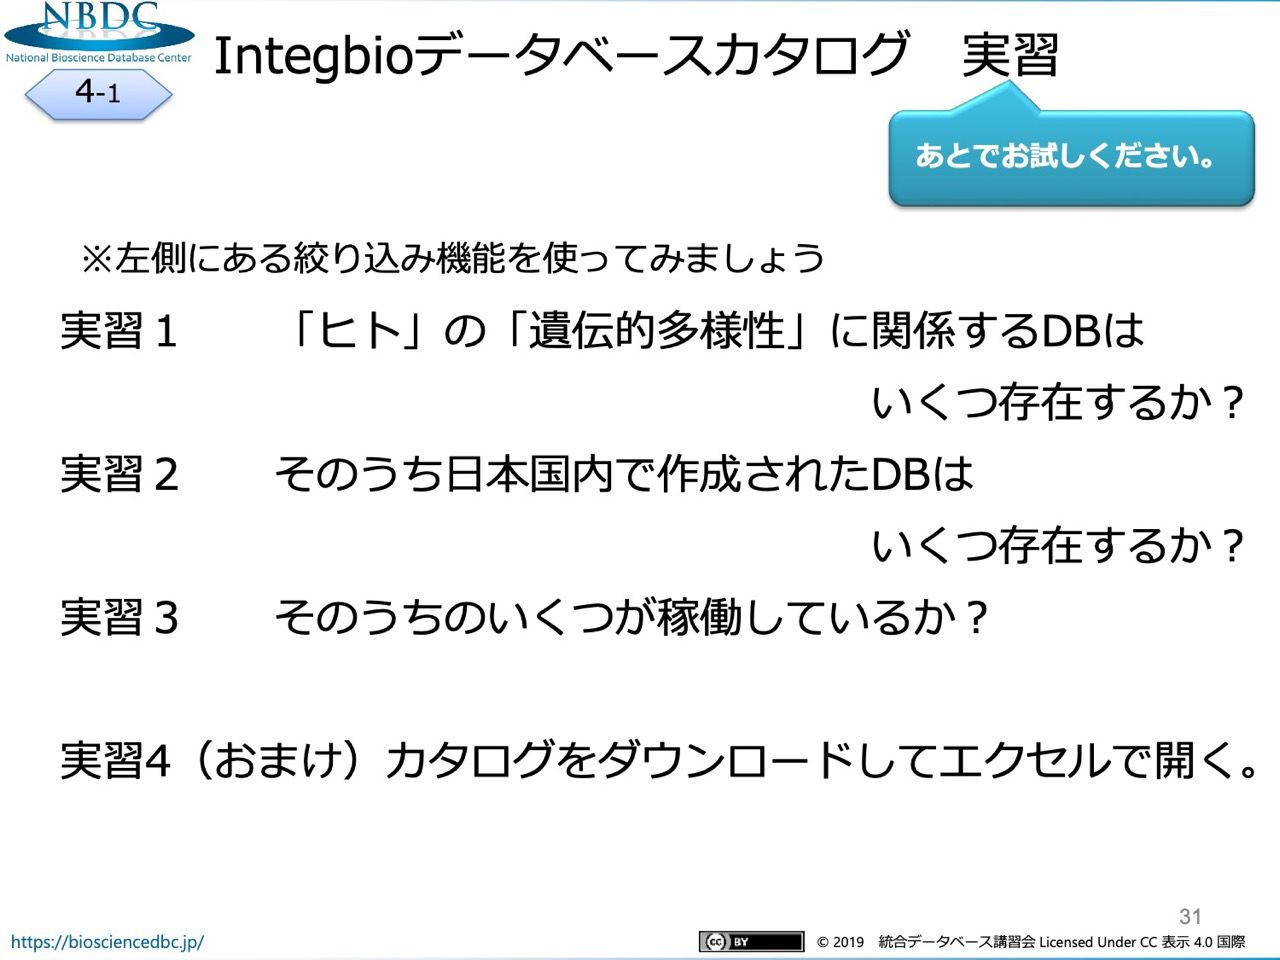 NBDC
National Bioscience Database Center
4-1
Integbioデータベースカタログ　実習
あとでお試しください。
※左側にある絞り込み機能を使ってみましょう
実習１　　「ヒト」の「遺伝的多様性」に関係するDBは
いくつ存在するか？
実習２　　そのうち日本国内で作成されたDBは
いくつ存在するか？
実習３　　そのうちのいくつが稼働しているか？
実習4（おまけ）カタログをダウンロードしてエクセルで開く。
31
https://biosciencedbc.jp/
cc BY © 2019　統合データベース講習会 Licensed Under CC 表示 4.0 国際